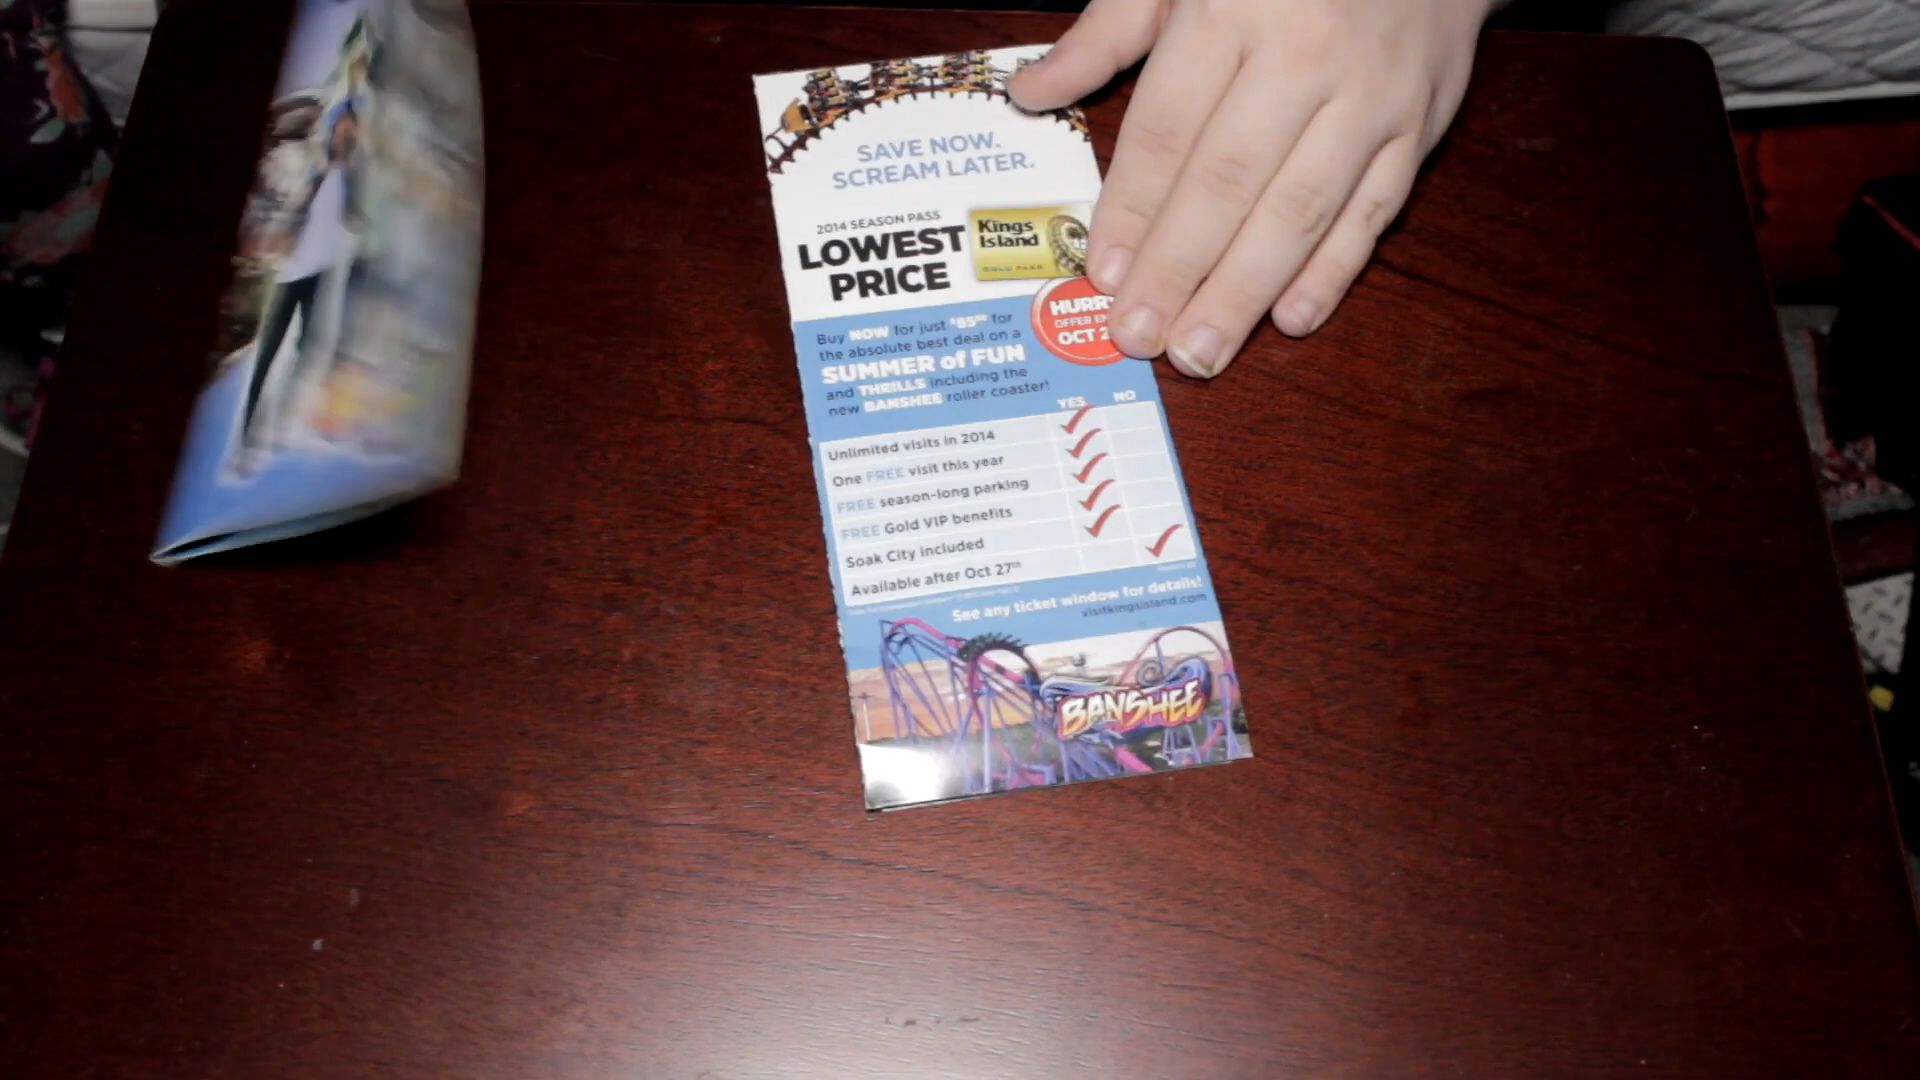 SAVE NOW.
SCREAM LATER.
2014 SEASON PASS
LOWEST
PRICE
Kings
Island
GOLD PASS
HURRY
OFFER
OCT 2
Buy NOW for just $85⁰⁰ for
the absolute best deal on a
SUMMER of FUN
and THRILLS including the
new BANSHEE roller coaster!
YES NO
Unlimited visits in 2014
One FREE visit this year
FREE season-long parking
FREE Gold VIP benefits
Soak City included
Available after Oct 27th
See any ticket window for details!
visitkingsisland.com
BANSHEE